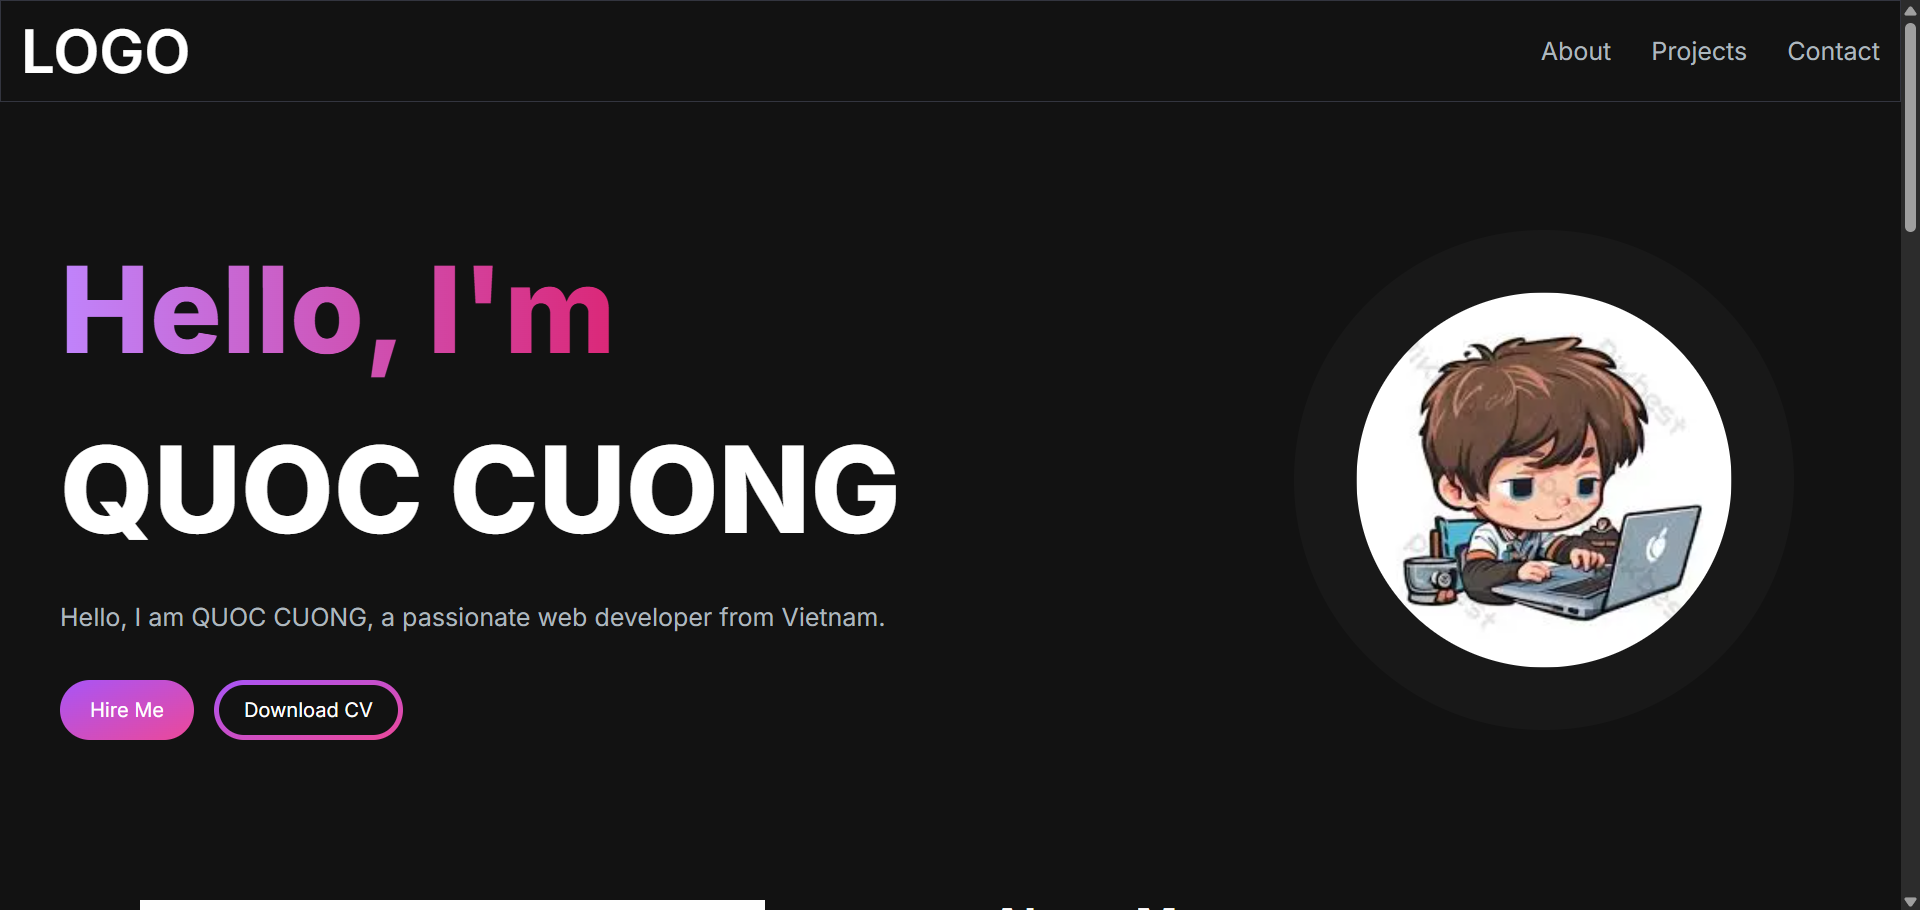 LOGO
About Projects Contact
Hello, I'm
QUOC CUONG
Hello, I am QUOC CUONG, a passionate web developer from Vietnam.
Hire Me Download CV